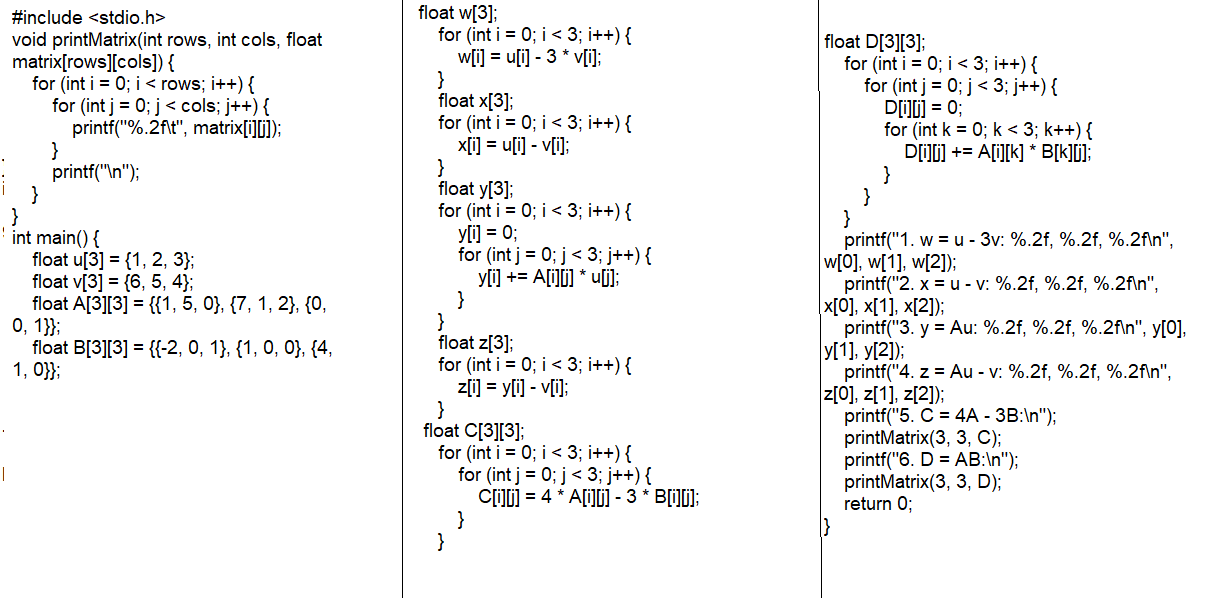 #include <stdio.h>
void printMatrix(int rows, int cols, float
matrix[rows][cols]) {
for (int i = 0; i < rows; i++) {
for (int j = 0; j < cols; j++) {
printf("%.2f\t", matrix[i][j]);
}
printf("\n");
}
}
int main() {
float u[3] = {1, 2, 3};
float v[3] = {6, 5, 4};
float A[3][3] = {{1, 5, 0}, {7, 1, 2}, {0,
0, 1}};
float B[3][3] = {{-2, 0, 1}, {1, 0, 0}, {4,
1, 0}};
float w[3];
for (int i = 0; i < 3; i++) {
w[i] = u[i] - 3 * v[i];
}
float x[3];
for (int i = 0; i < 3; i++) {
x[i] = u[i] - v[i];
}
float y[3];
for (int i = 0; i < 3; i++) {
y[i] = 0;
for (int j = 0; j < 3; j++) {
y[i] += A[i][j] * u[j];
}
}
float z[3];
for (int i = 0; i < 3; i++) {
z[i] = y[i] - v[i];
}
float C[3][3];
for (int i = 0; i < 3; i++) {
for (int j = 0; j < 3; j++) {
C[i][j] = 4 * A[i][j] - 3 * B[i][j];
}
}
float D[3][3];
for (int i = 0; i < 3; i++) {
for (int j = 0; j < 3; j++) {
D[i][j] = 0;
for (int k = 0; k < 3; k++) {
D[i][j] += A[i][k] * B[k][j];
}
}
}
printf("1. w = u - 3v: %.2f, %.2f, %.2f\n",
w[0], w[1], w[2]);
printf("2. x = u - v: %.2f, %.2f, %.2f\n",
x[0], x[1], x[2]);
printf("3. y = Au: %.2f, %.2f, %.2f\n", y[0],
y[1], y[2]);
printf("4. z = Au - v: %.2f, %.2f, %.2f\n",
z[0], z[1], z[2]);
printf("5. C = 4A - 3B:\n");
printMatrix(3, 3, C);
printf("6. D = AB:\n");
printMatrix(3, 3, D);
return 0;
}